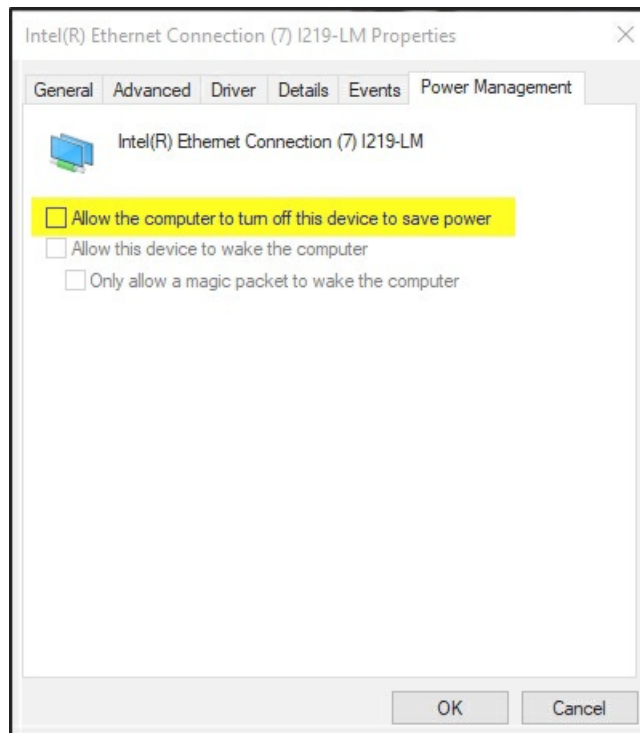 Intel(R) Ethernet Connection (7) I219-LM Properties
General Advanced Driver Details Events Power Management
Intel(R) Ethernet Connection (7) I219-LM
Allow the computer to turn off this device to save power
Allow this device to wake the computer
Only allow a magic packet to wake the computer
OK Cancel